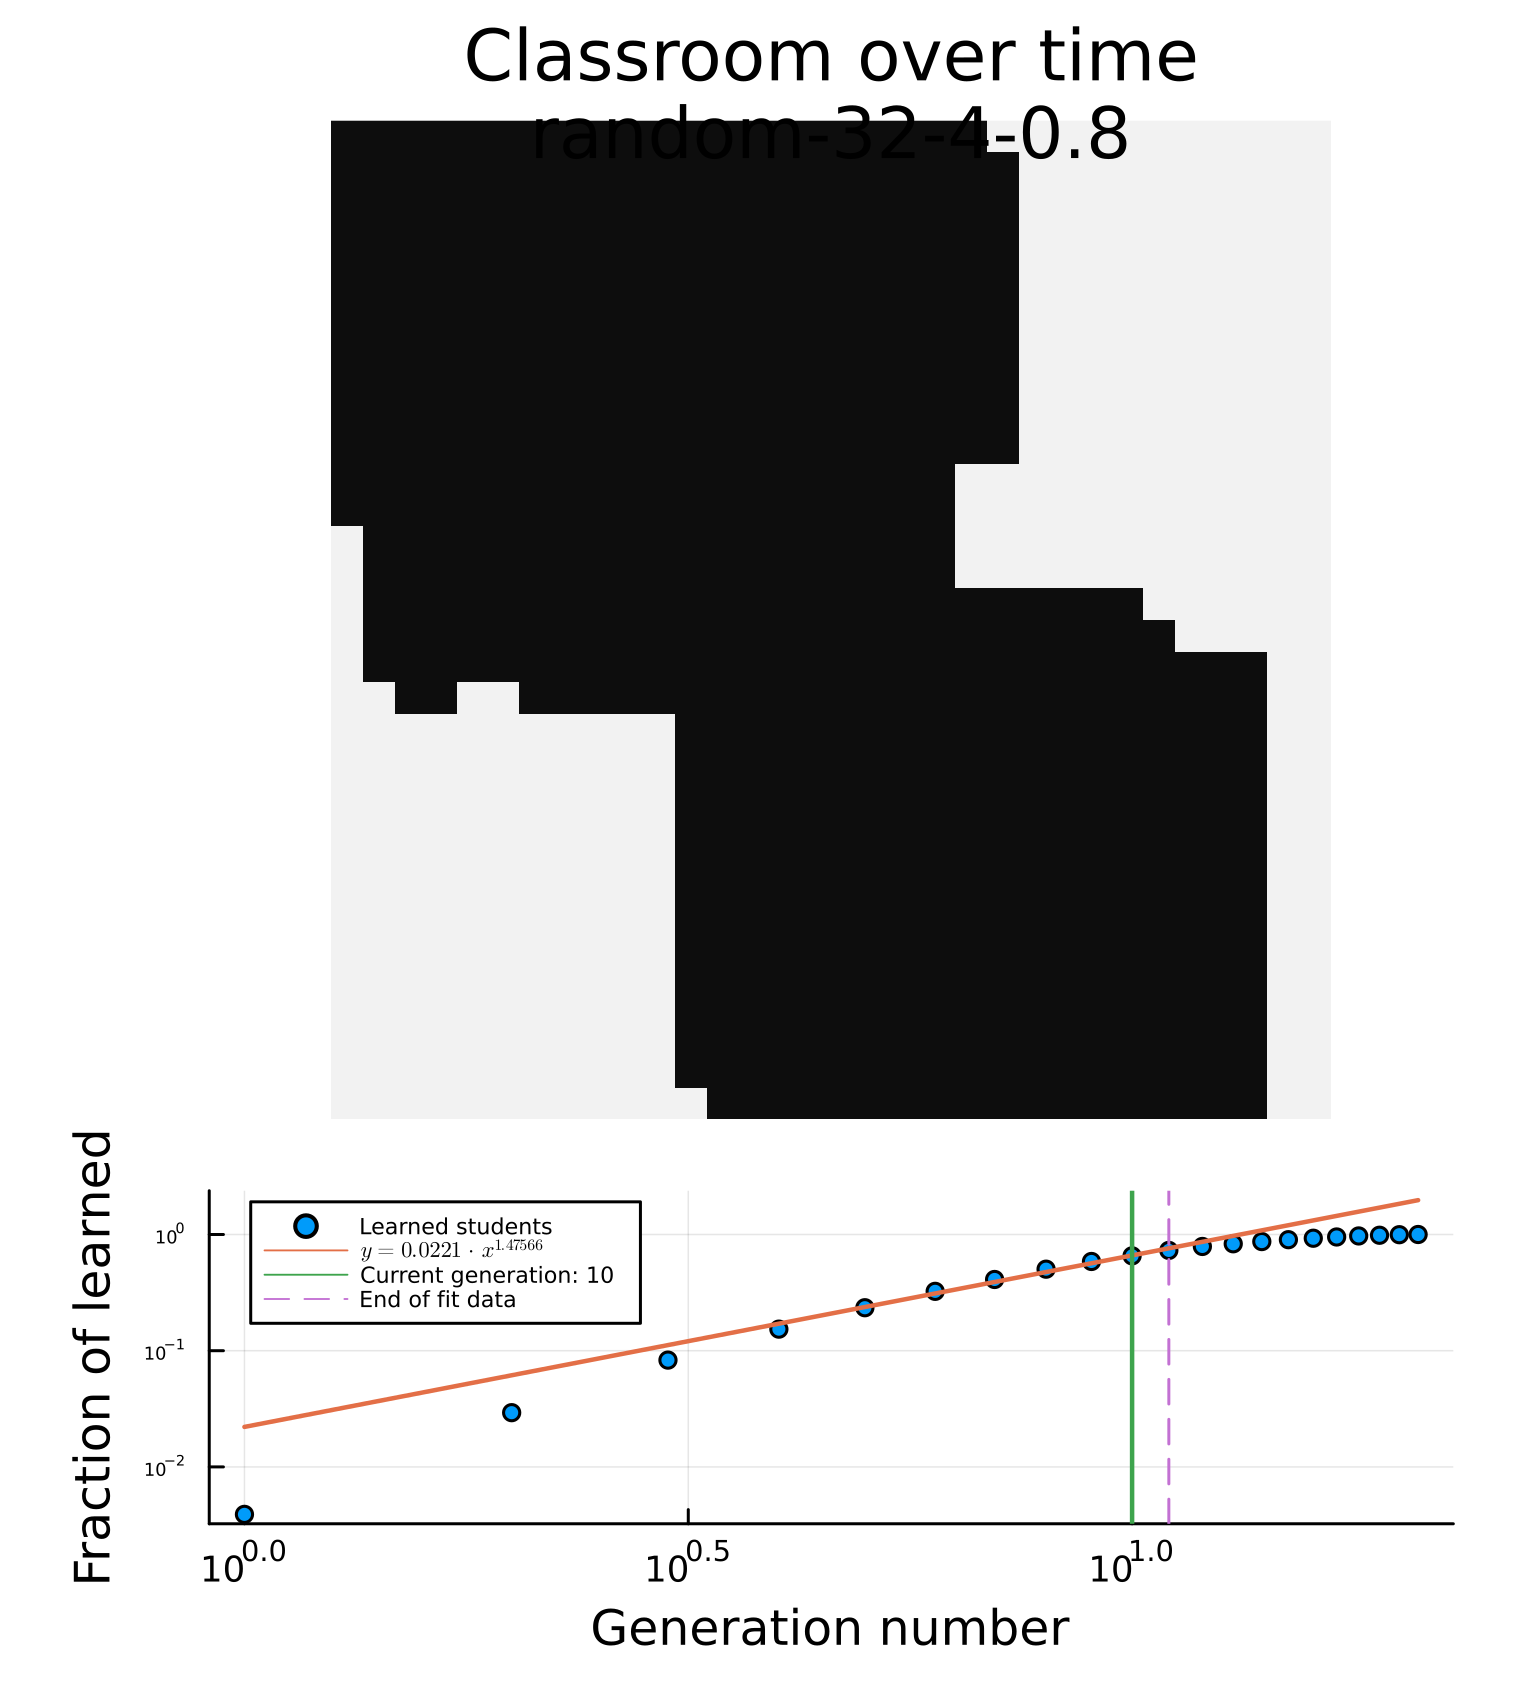 Classroom over time
random-32-4-0.8
Fraction of learned
10^0
10^−1
10^−2
Learned students
y = 0.0221 · x^1.47566
Current generation: 10
End of fit data
10^0.0
10^0.5
10^1.0
Generation number